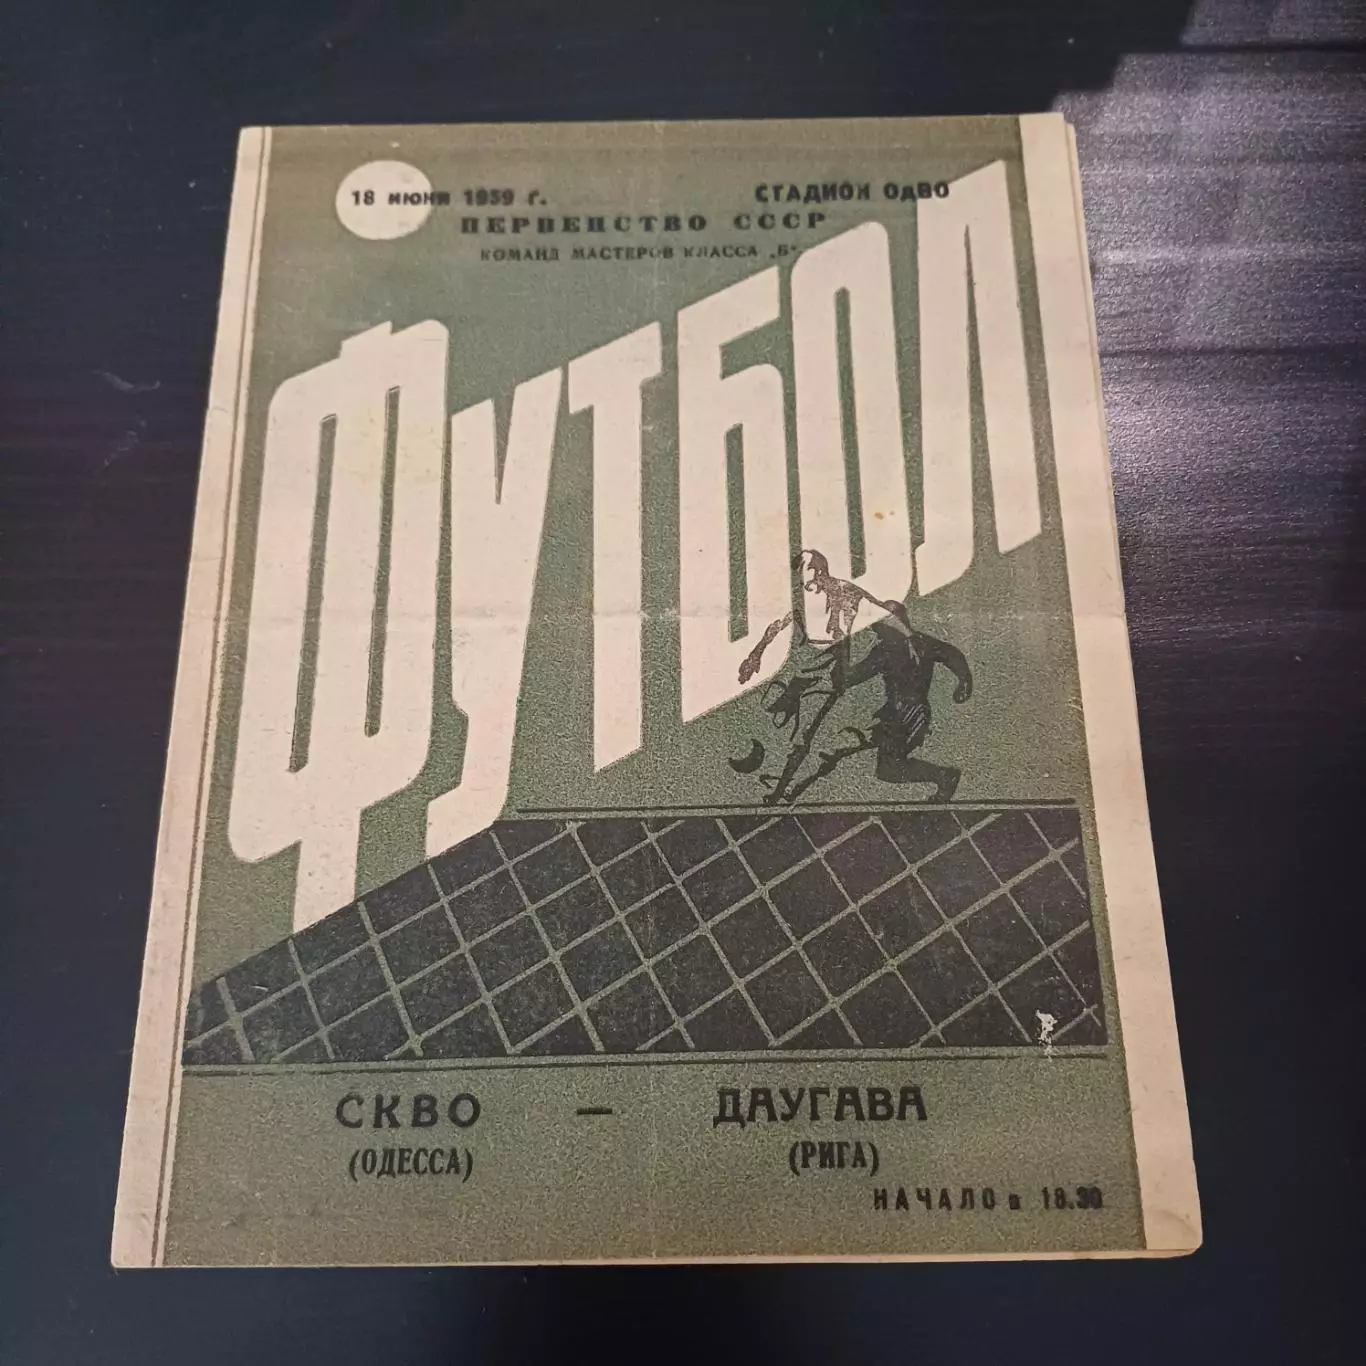 18 июня 1959 г. СТАДИОН ОдВО
ПЕРВЕНСТВО СССР
КОМАНД МАСТЕРОВ КЛАССА „Б"
ФУТБОЛ
СКВО — ДАУГАВА
(ОДЕССА) (РИГА)
НАЧАЛО в 18.30